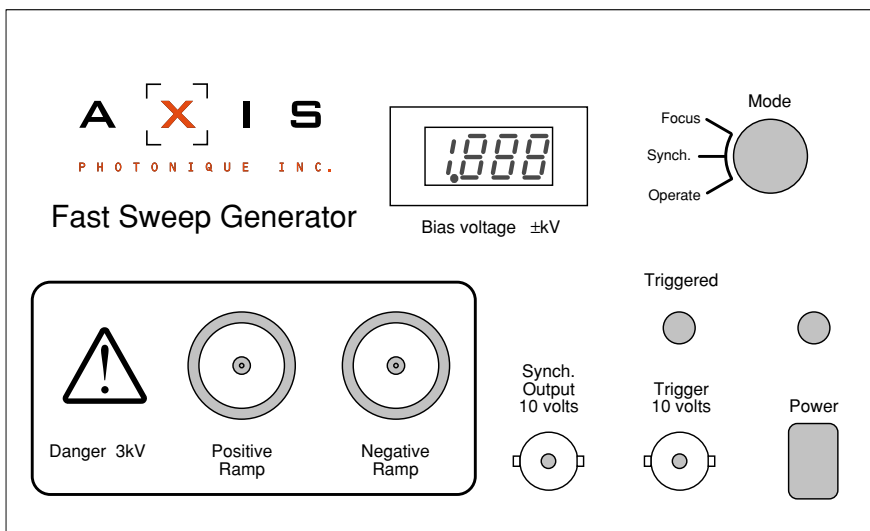 A X I S
PHOTONIQUE INC.
Fast Sweep Generator
1.888
Bias voltage ±kV
Mode
Focus
Synch.
Operate
Triggered
Danger 3kV
Positive
Ramp
Negative
Ramp
Synch.
Output
10 volts
Trigger
10 volts
Power